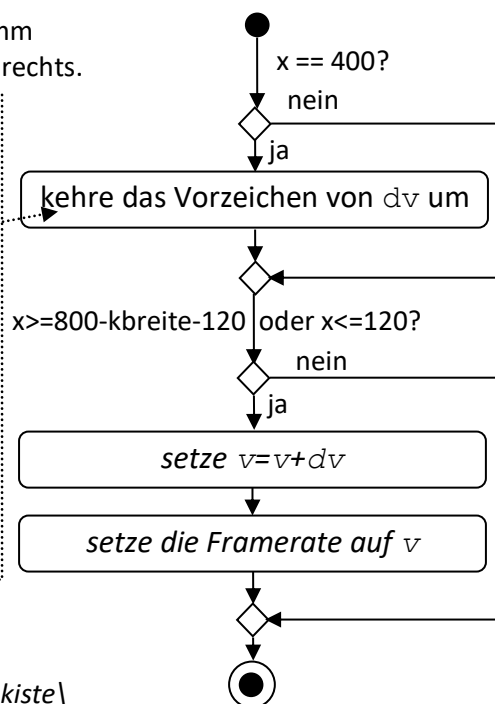 mm
rechts.
x == 400?
nein
ja
kehre das Vorzeichen von dv um
x>=800-kbreite-120 oder x<=120?
nein
ja
setze v=v+dv
setze die Framerate auf v
kiste\